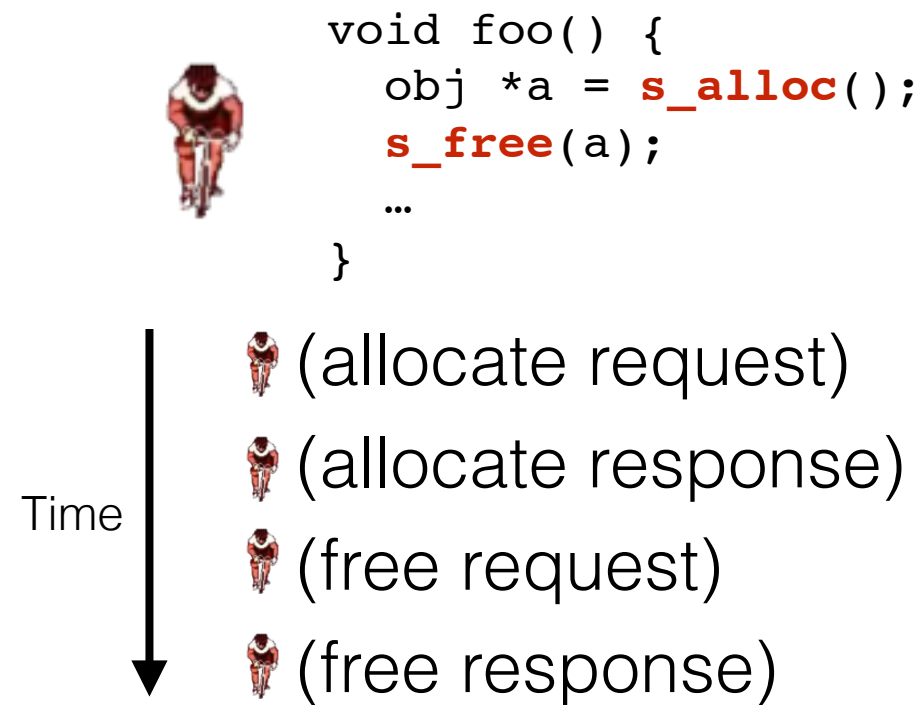 void foo() {
obj *a = s_alloc();
s_free(a);
…
}
(allocate request)
(allocate response)
Time
(free request)
(free response)